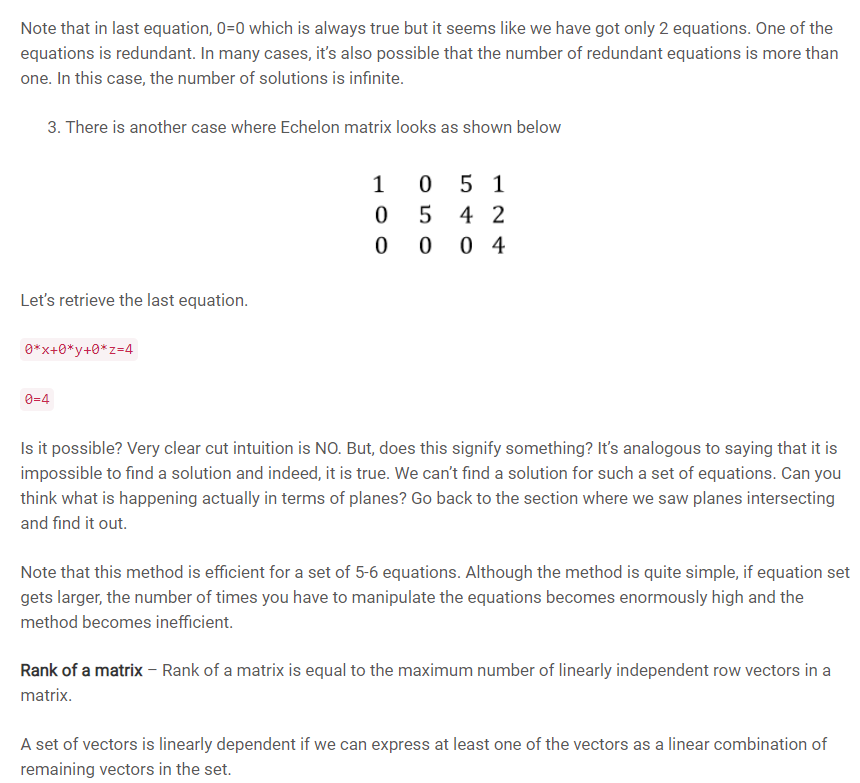 Note that in last equation, 0=0 which is always true but it seems like we have got only 2 equations. One of the
equations is redundant. In many cases, it’s also possible that the number of redundant equations is more than
one. In this case, the number of solutions is infinite.
3. There is another case where Echelon matrix looks as shown below
1 0 5 1
0 5 4 2
0 0 0 4
Let’s retrieve the last equation.
0*x+0*y+0*z=4
0=4
Is it possible? Very clear cut intuition is NO. But, does this signify something? It’s analogous to saying that it is
impossible to find a solution and indeed, it is true. We can’t find a solution for such a set of equations. Can you
think what is happening actually in terms of planes? Go back to the section where we saw planes intersecting
and find it out.
Note that this method is efficient for a set of 5-6 equations. Although the method is quite simple, if equation set
gets larger, the number of times you have to manipulate the equations becomes enormously high and the
method becomes inefficient.
Rank of a matrix – Rank of a matrix is equal to the maximum number of linearly independent row vectors in a
matrix.
A set of vectors is linearly dependent if we can express at least one of the vectors as a linear combination of
remaining vectors in the set.